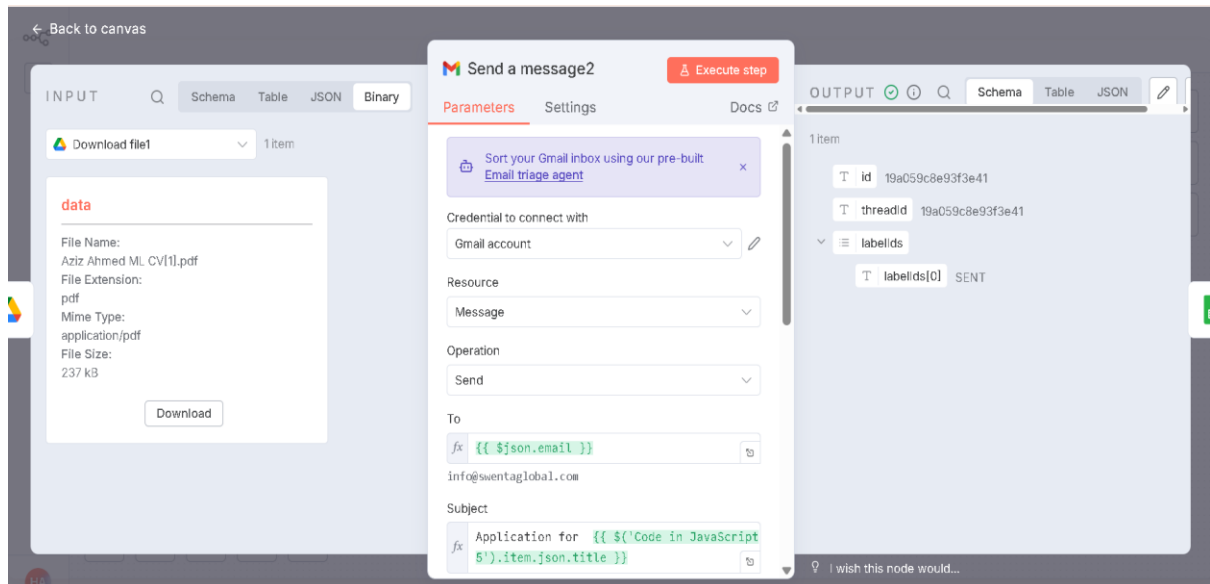 ← Back to canvas
INPUT
Schema
Table
JSON
Binary
Download file1
1 item
data
File Name:
Aziz Ahmed ML CV[1].pdf
File Extension:
pdf
Mime Type:
application/pdf
File Size:
237 kB
Download
Send a message2
Execute step
Parameters
Settings
Docs
Sort your Gmail inbox using our pre-built
Email triage agent
×
Credential to connect with
Gmail account
Resource
Message
Operation
Send
To
fx {{ $json.email }}
info@swentaglobal.com
Subject
fx Application for {{ $('Code in JavaScript
5').item.json.title }}
OUTPUT
Schema
Table
JSON
1 item
T id 19a059c8e93f3e41
T threadId 19a059c8e93f3e41
labelIds
T labelIds[0] SENT
I wish this node would...